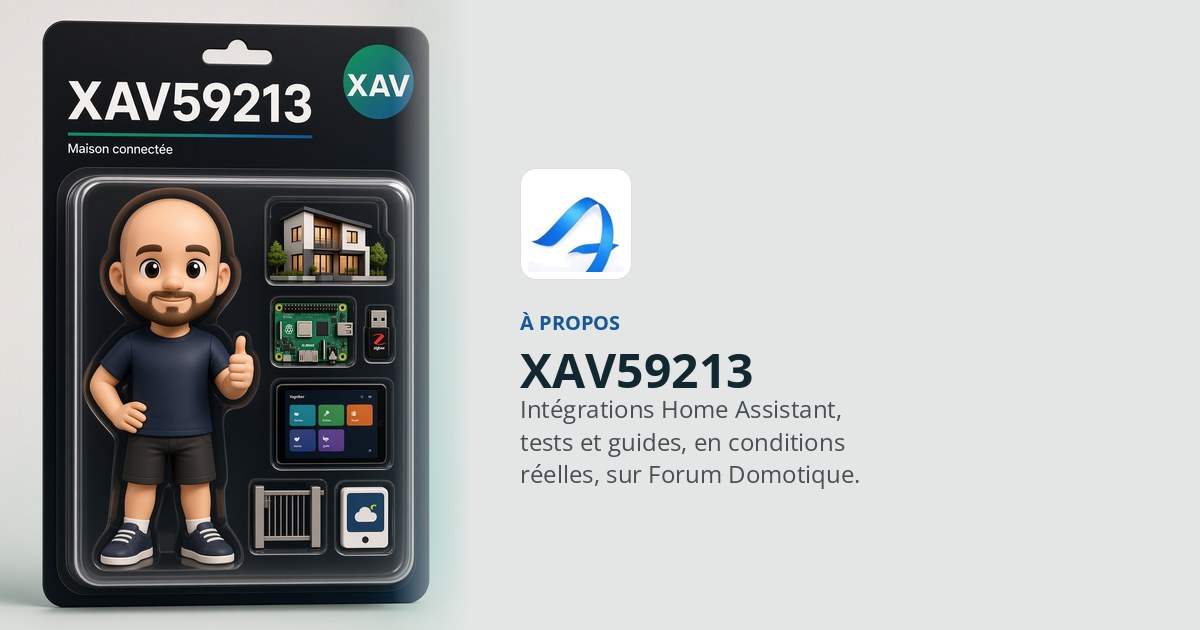 XAV59213
XAV
Maison connectée
À PROPOS
XAV59213
Intégrations Home Assistant,
tests et guides, en conditions
réelles, sur Forum Domotique.